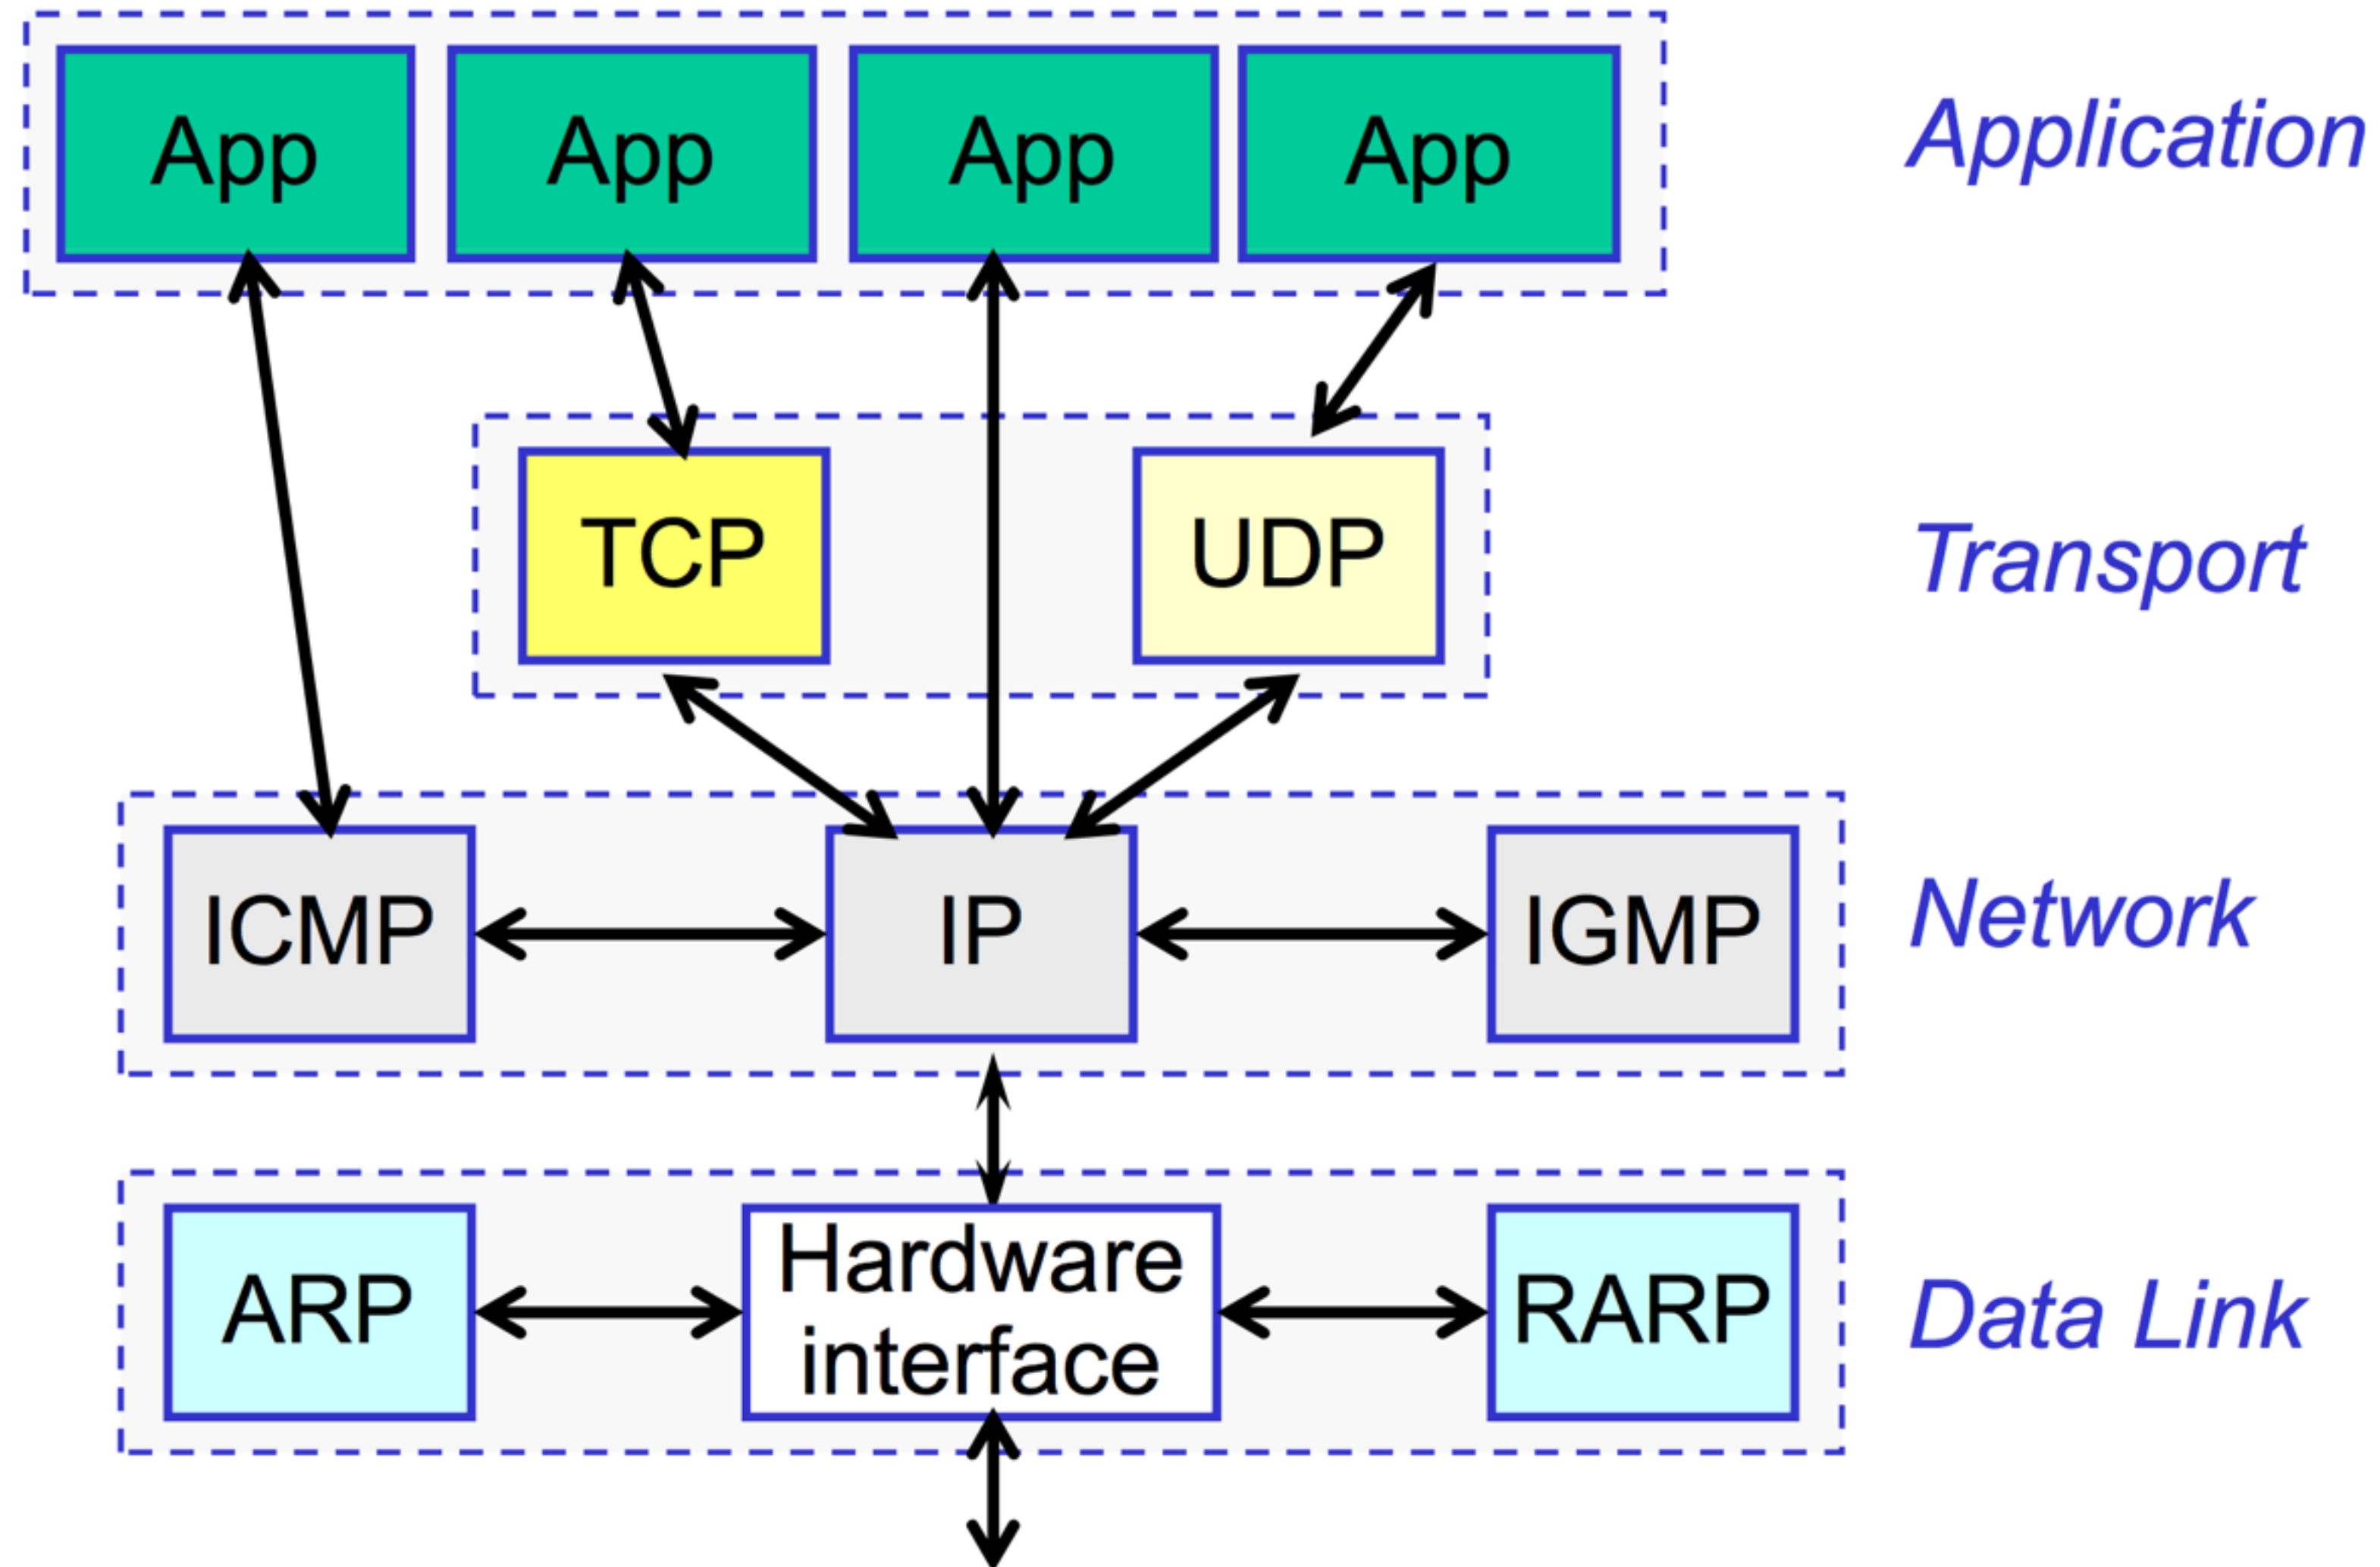 App
App
App
App
Application
TCP
UDP
Transport
ICMP
IP
IGMP
Network
ARP
Hardware
interface
RARP
Data Link